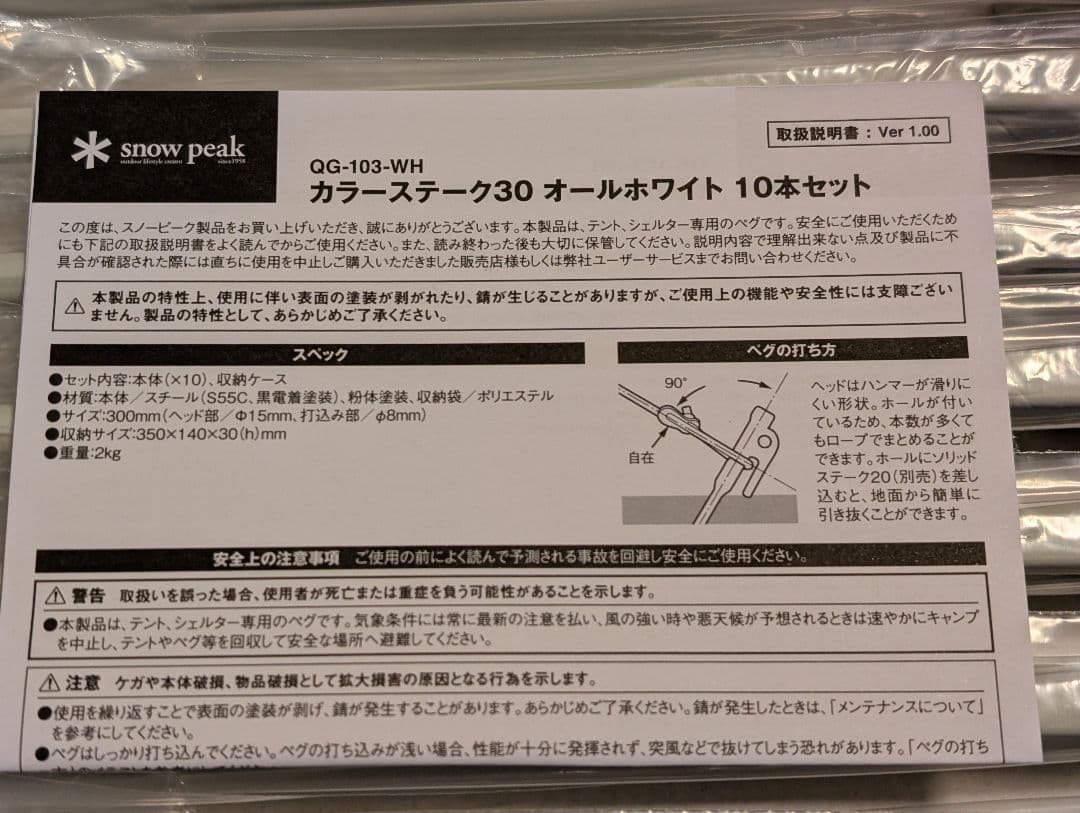 snow peak
outdoor lifestyle creator
since1958
取扱説明書：Ver 1.00
QG-103-WH
カラーステーク30 オールホワイト 10本セット
この度は、スノーピーク製品をお買い上げいただき、誠にありがとうございます。本製品は、テント、シェルター専用のペグです。安全にご使用いただくため
にも下記の取扱説明書をよく読んでからご使用ください。また、読み終わった後も大切に保管してください。説明内容で理解出来ない点及び製品に不
具合が確認された際には直ちに使用を中止しご購入いただきました販売店様もしくは弊社ユーザーサービスまでお問い合わせください。
本製品の特性上、使用に伴い表面の塗装が剥がれたり、錆が生じることがありますが、ご使用上の機能や安全性には支障ござい
ません。製品の特性として、あらかじめご了承ください。
スペック
●セット内容:本体（×10）、収納ケース
●材質:本体／スチール（S55C、黒電着塗装）、粉体塗装、収納袋／ポリエステル
●サイズ:300mm（ヘッド部／Φ15mm、打込み部／φ8mm）
●収納サイズ:350×140×30（h）mm
●重量:2kg
ペグの打ち方
90°
自在
ヘッドはハンマーが滑りに
くい形状。ホールが付い
ているため、本数が多くて
もロープでまとめることが
できます。ホールにソリッド
ステーク20（別売）を差し
込むと、地面から簡単に
引き抜くことができます。
安全上の注意事項 ご使用の前によく読んで予測される事故を回避し安全にご使用ください。
警告 取扱いを誤った場合、使用者が死亡または重症を負う可能性があることを示します。
●本製品は、テント、シェルター専用のペグです。気象条件には常に最新の注意を払い、風の強い時や悪天候が予想されるときは速やかにキャンプ
を中止し、テントやペグ等を回収して安全な場所へ避難してください。
注意 ケガや本体破損、物品破損として拡大損害の原因となる行為を示します。
●使用を繰り返すことで表面の塗装が剥げ、錆が発生することがあります。あらかじめご了承ください。錆が発生したときは、「メンテナンスについて」
を参考にしてください。
●ペグはしっかり打ち込んでください。ペグの打ち込みが浅い場合、性能が十分に発揮されず、突風などで抜けてしまう恐れがあります。「ペグの打ち